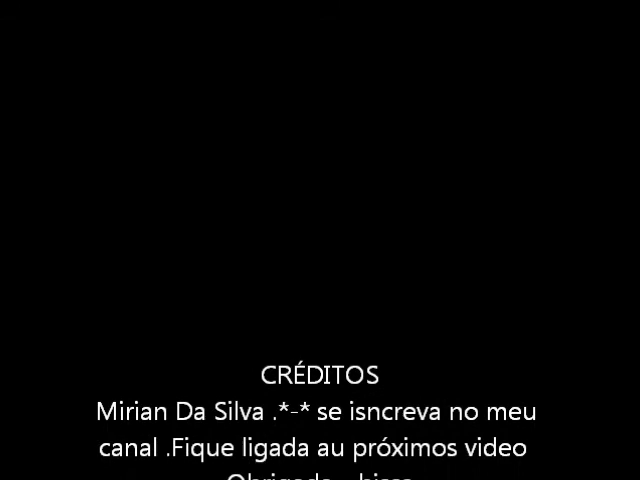 CRÉDITOS
Mirian Da Silva .*-* se isncreva no meu
canal .Fique ligada au próximos video